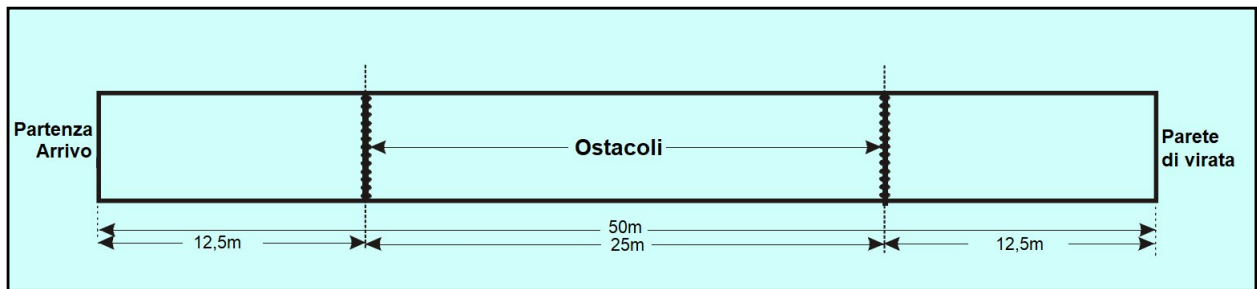 Partenza
Arrivo
Ostacoli
Parete
di virata
50m
12,5m
25m
12,5m